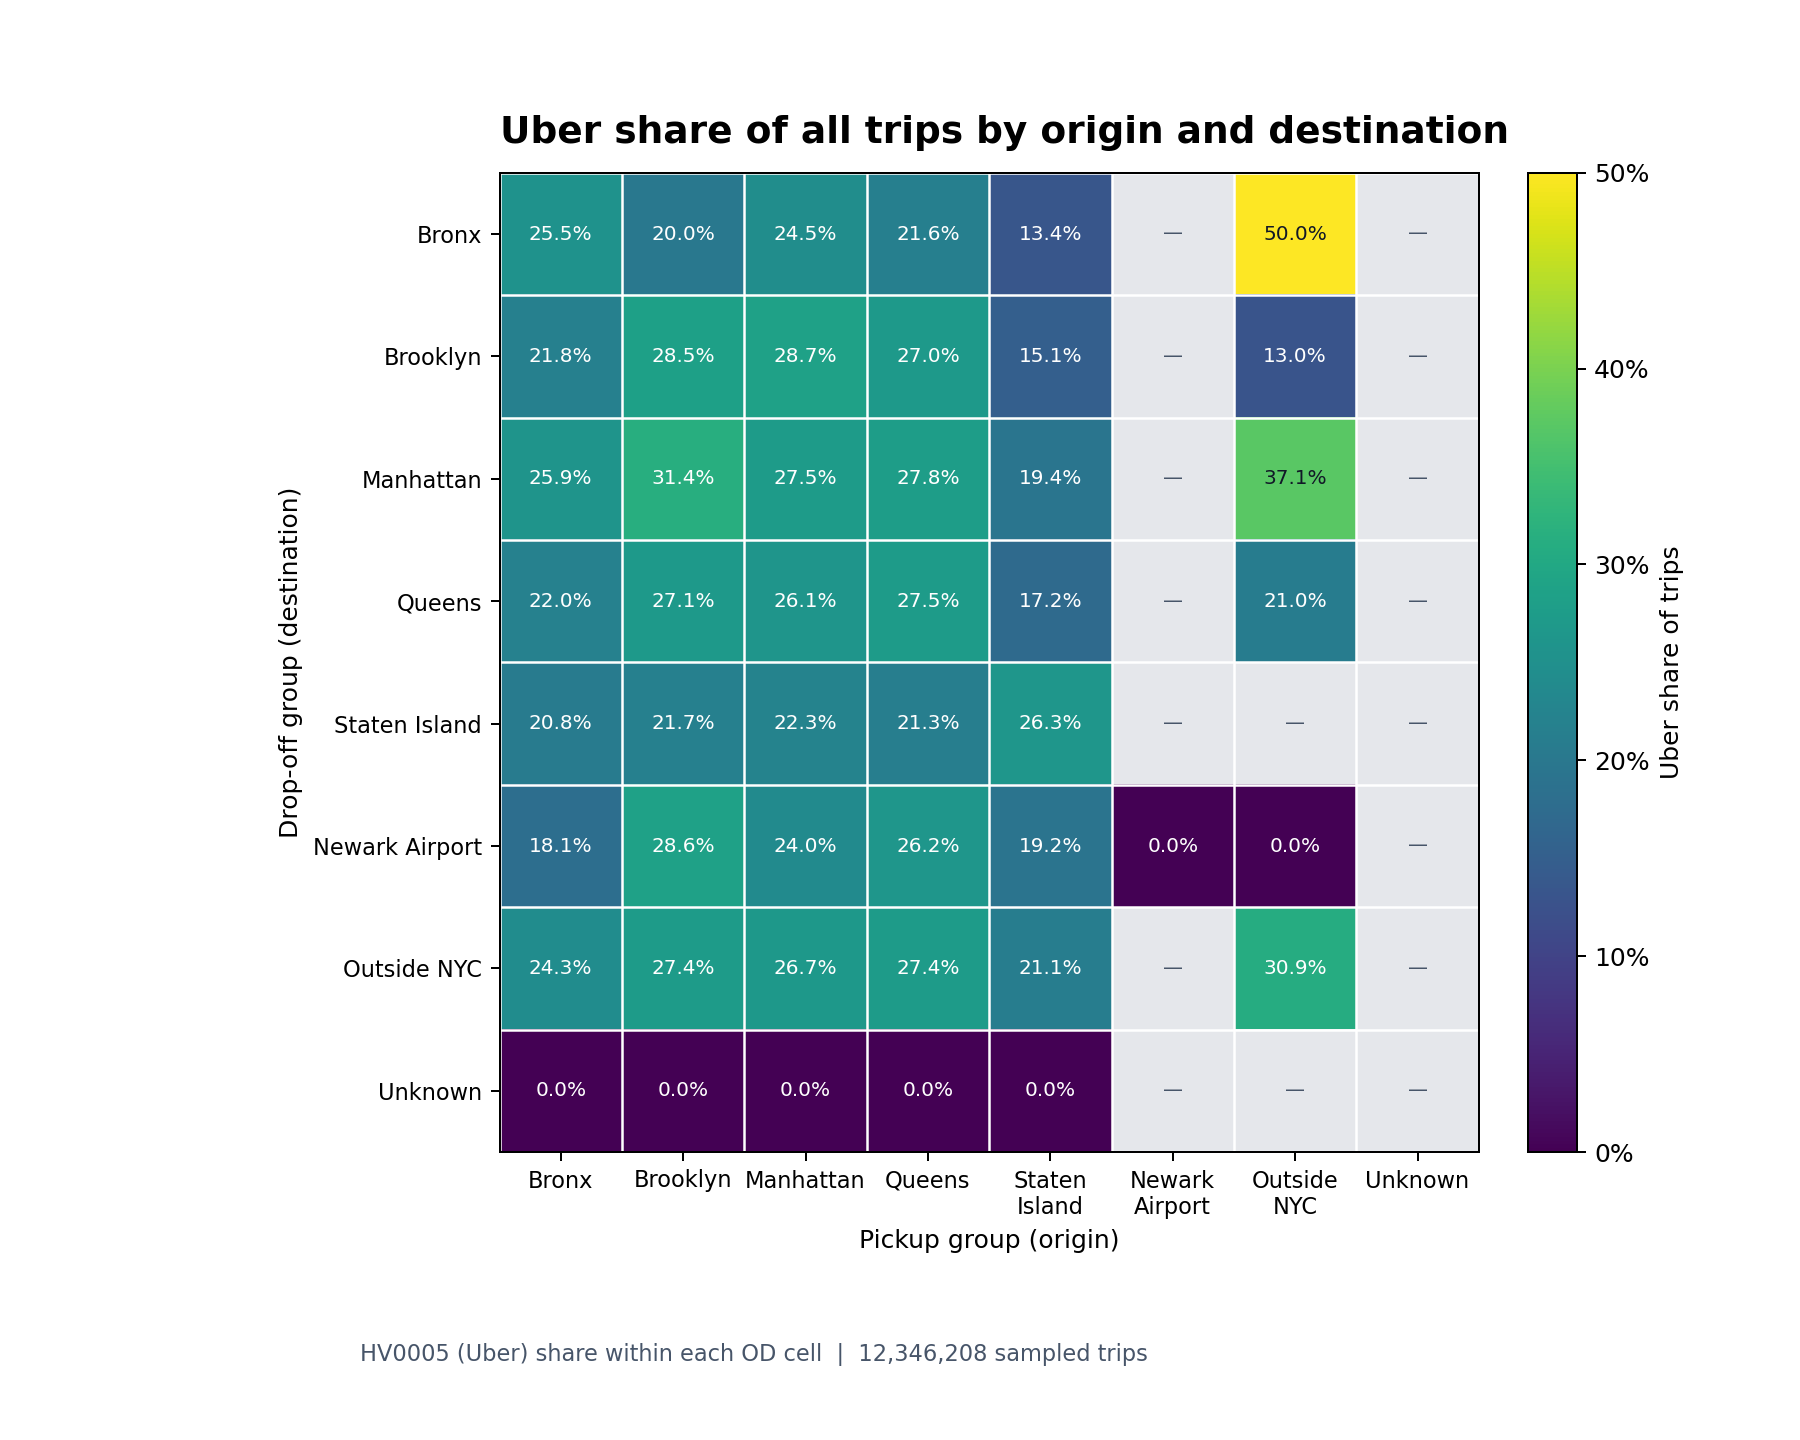 Uber share of all trips by origin and destination
Bronx 25.5% 20.0% 24.5% 21.6% 13.4% — 50.0% —
Brooklyn 21.8% 28.5% 28.7% 27.0% 15.1% — 13.0% —
Manhattan 25.9% 31.4% 27.5% 27.8% 19.4% — 37.1% —
Queens 22.0% 27.1% 26.1% 27.5% 17.2% — 21.0% —
Staten Island 20.8% 21.7% 22.3% 21.3% 26.3% — — —
Newark Airport 18.1% 28.6% 24.0% 26.2% 19.2% 0.0% 0.0% —
Outside NYC 24.3% 27.4% 26.7% 27.4% 21.1% — 30.9% —
Unknown 0.0% 0.0% 0.0% 0.0% 0.0% — — —
Bronx Brooklyn Manhattan Queens Staten Newark Outside Unknown
Island Airport NYC
Pickup group (origin)
Drop-off group (destination)
50%
40%
30%
20%
10%
0%
Uber share of trips
HV0005 (Uber) share within each OD cell | 12,346,208 sampled trips